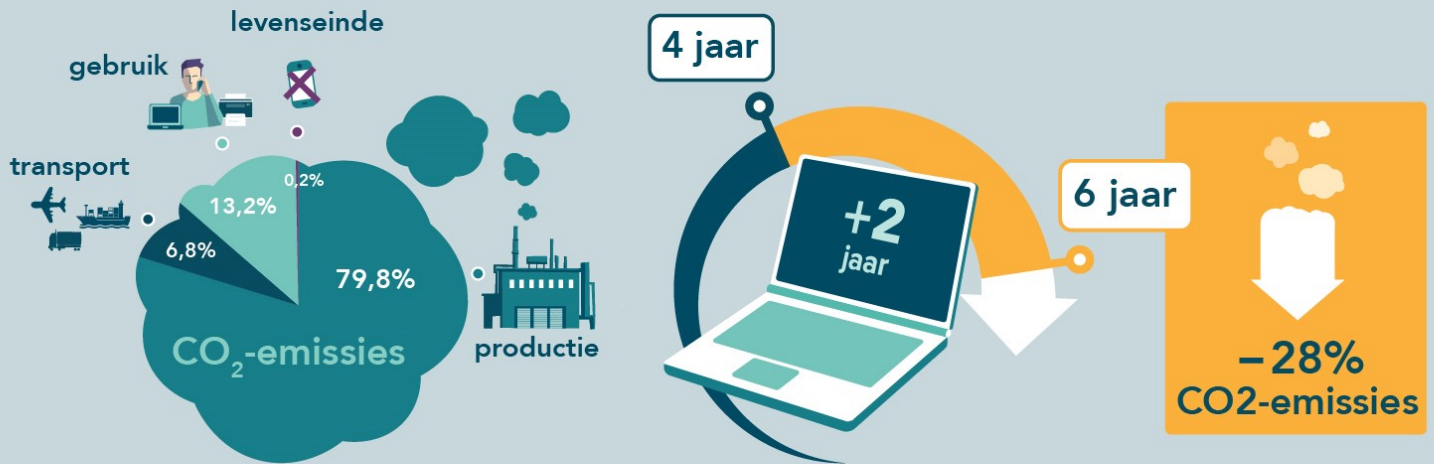 levenseinde
gebruik
transport
0,2%
13,2%
6,8%
79,8%
CO₂-emissies
productie
4 jaar
+2
jaar
6 jaar
–28%
CO2-emissies